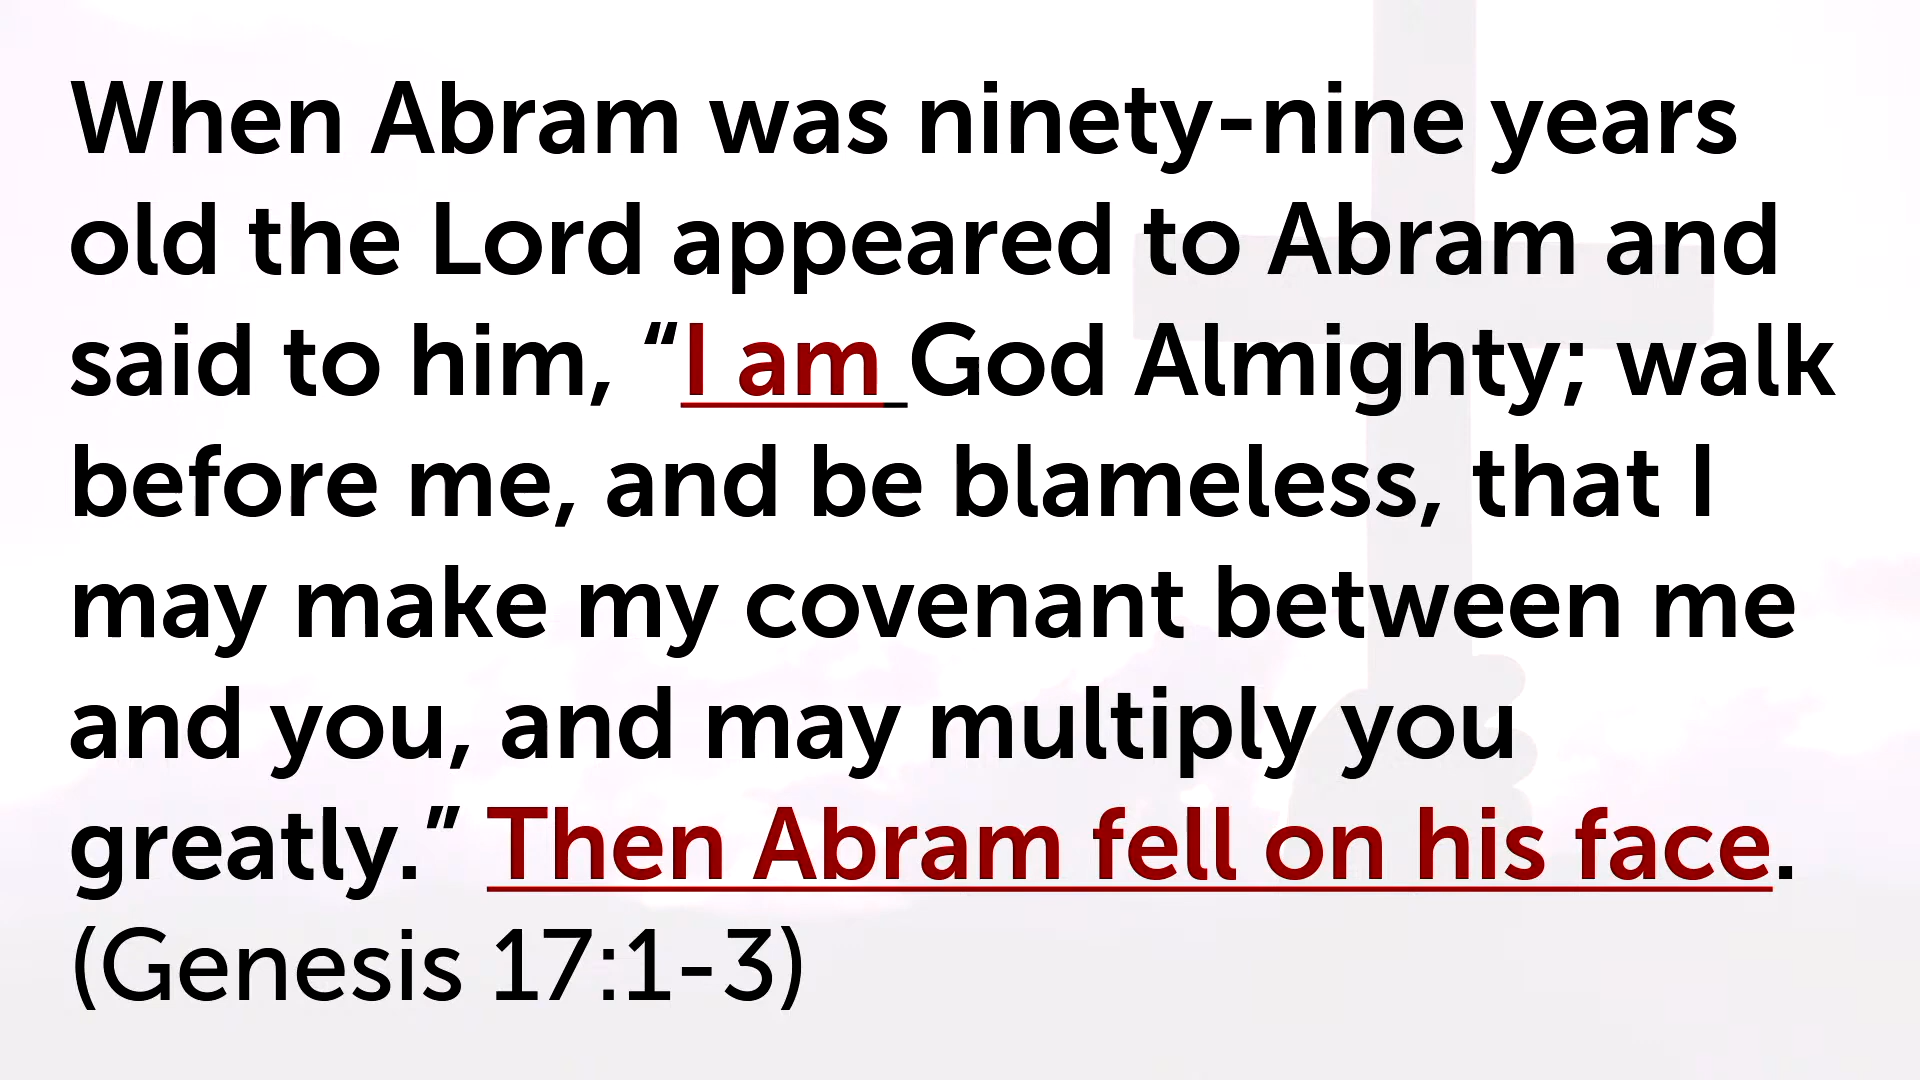 When Abram was ninety-nine years
old the Lord appeared to Abram and
said to him, “I am God Almighty; walk
before me, and be blameless, that I
may make my covenant between me
and you, and may multiply you
greatly.” Then Abram fell on his face.
(Genesis 17:1-3)